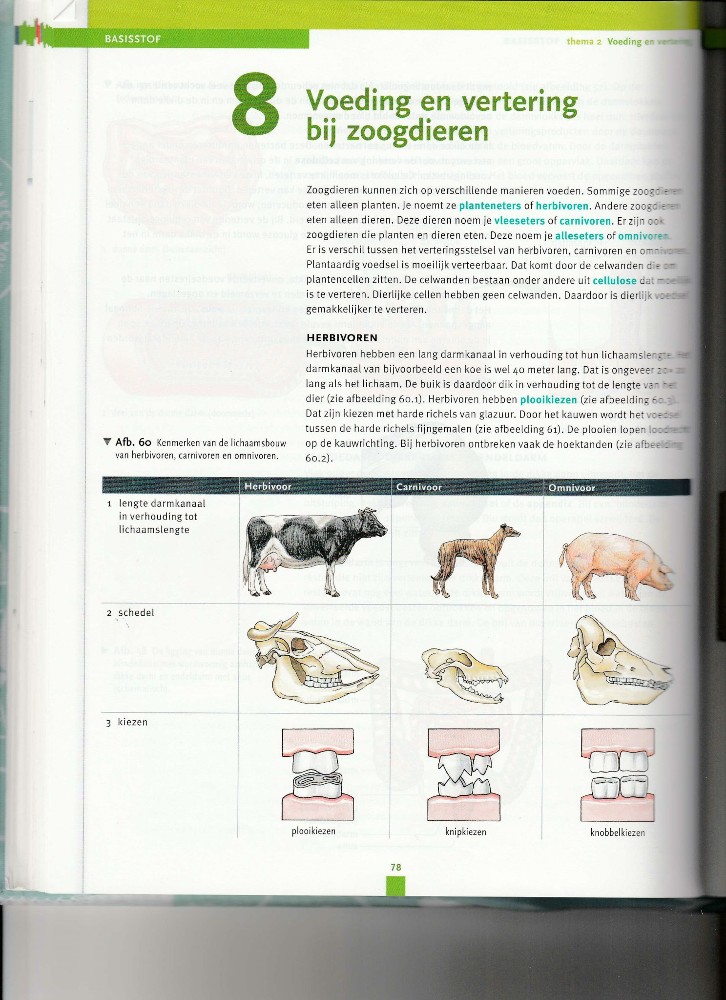 BASISSTOF
thema 2 Voeding en vertering
8 Voeding en vertering
bij zoogdieren
Zoogdieren kunnen zich op verschillende manieren voeden. Sommige zoogdieren
eten alleen planten. Je noemt ze planteneters of herbivoren. Andere zoogdieren
eten alleen dieren. Deze dieren noem je vleeseters of carnivoren. Er zijn ook
zoogdieren die planten en dieren eten. Deze noem je alleseters of omnivoren.
Er is verschil tussen het verteringsstelsel van herbivoren, carnivoren en omnivoren.
Plantaardig voedsel is moeilijk verteerbaar. Dat komt door de celwanden die om
plantencellen zitten. De celwanden bestaan onder andere uit cellulose dat moeilijk
is te verteren. Dierlijke cellen hebben geen celwanden. Daardoor is dierlijk voedsel
gemakkelijker te verteren.
HERBIVOREN
Herbivoren hebben een lang darmkanaal in verhouding tot hun lichaamslengte. Het
darmkanaal van bijvoorbeeld een koe is wel 40 meter lang. Dat is ongeveer 20× zo
lang als het lichaam. De buik is daardoor dik in verhouding tot de lengte van het
dier (zie afbeelding 60.1). Herbivoren hebben plooikiezen (zie afbeelding 60.3).
Dat zijn kiezen met harde richels van glazuur. Door het kauwen wordt het voedsel
tussen de harde richels fijngemalen (zie afbeelding 61). De plooien lopen loodrecht
op de kauwrichting. Bij herbivoren ontbreken vaak de hoektanden (zie afbeelding
60.2).
▼ Afb. 60 Kenmerken van de lichaamsbouw
van herbivoren, carnivoren en omnivoren.
Herbivoor Carnivoor Omnivoor
1 lengte darmkanaal
in verhouding tot
lichaamslengte
2 schedel
3 kiezen
plooikiezen knipkiezen knobbelkiezen
78